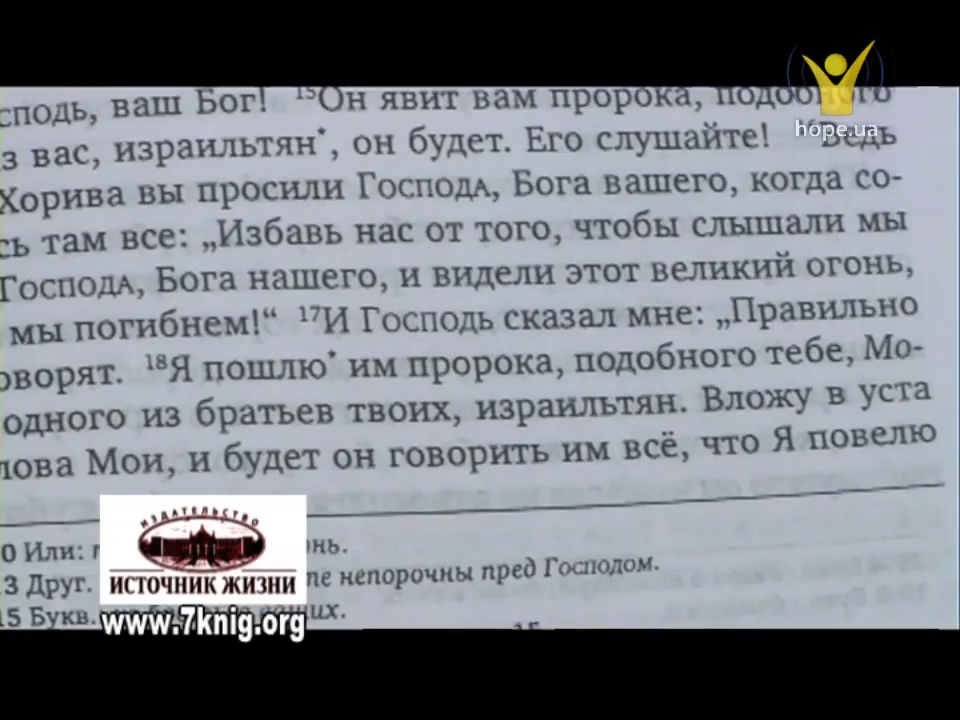 сподь, ваш Бог! ¹⁵Он явит вам пророка, подобного
з вас, израильтян*, он будет. Его слушайте! Ведь
Хорива вы просили Господа, Бога вашего, когда со-
сь там все: „Избавь нас от того, чтобы слышали мы
Господа, Бога нашего, и видели этот великий огонь,
мы погибнем!“ ¹⁷И Господь сказал мне: „Правильно
оворят. ¹⁸Я пошлю* им пророка, подобного тебе, Мо-
одного из братьев твоих, израильтян. Вложу в уста
лова Мои, и будет он говорить им всё, что Я повелю
0 Или: онь.
3 Друг. непорочны пред Господом.
15 Букв.
hope.ua
ИЗДАТЕЛЬСТВО
ИСТОЧНИК ЖИЗНИ
www.7knig.org